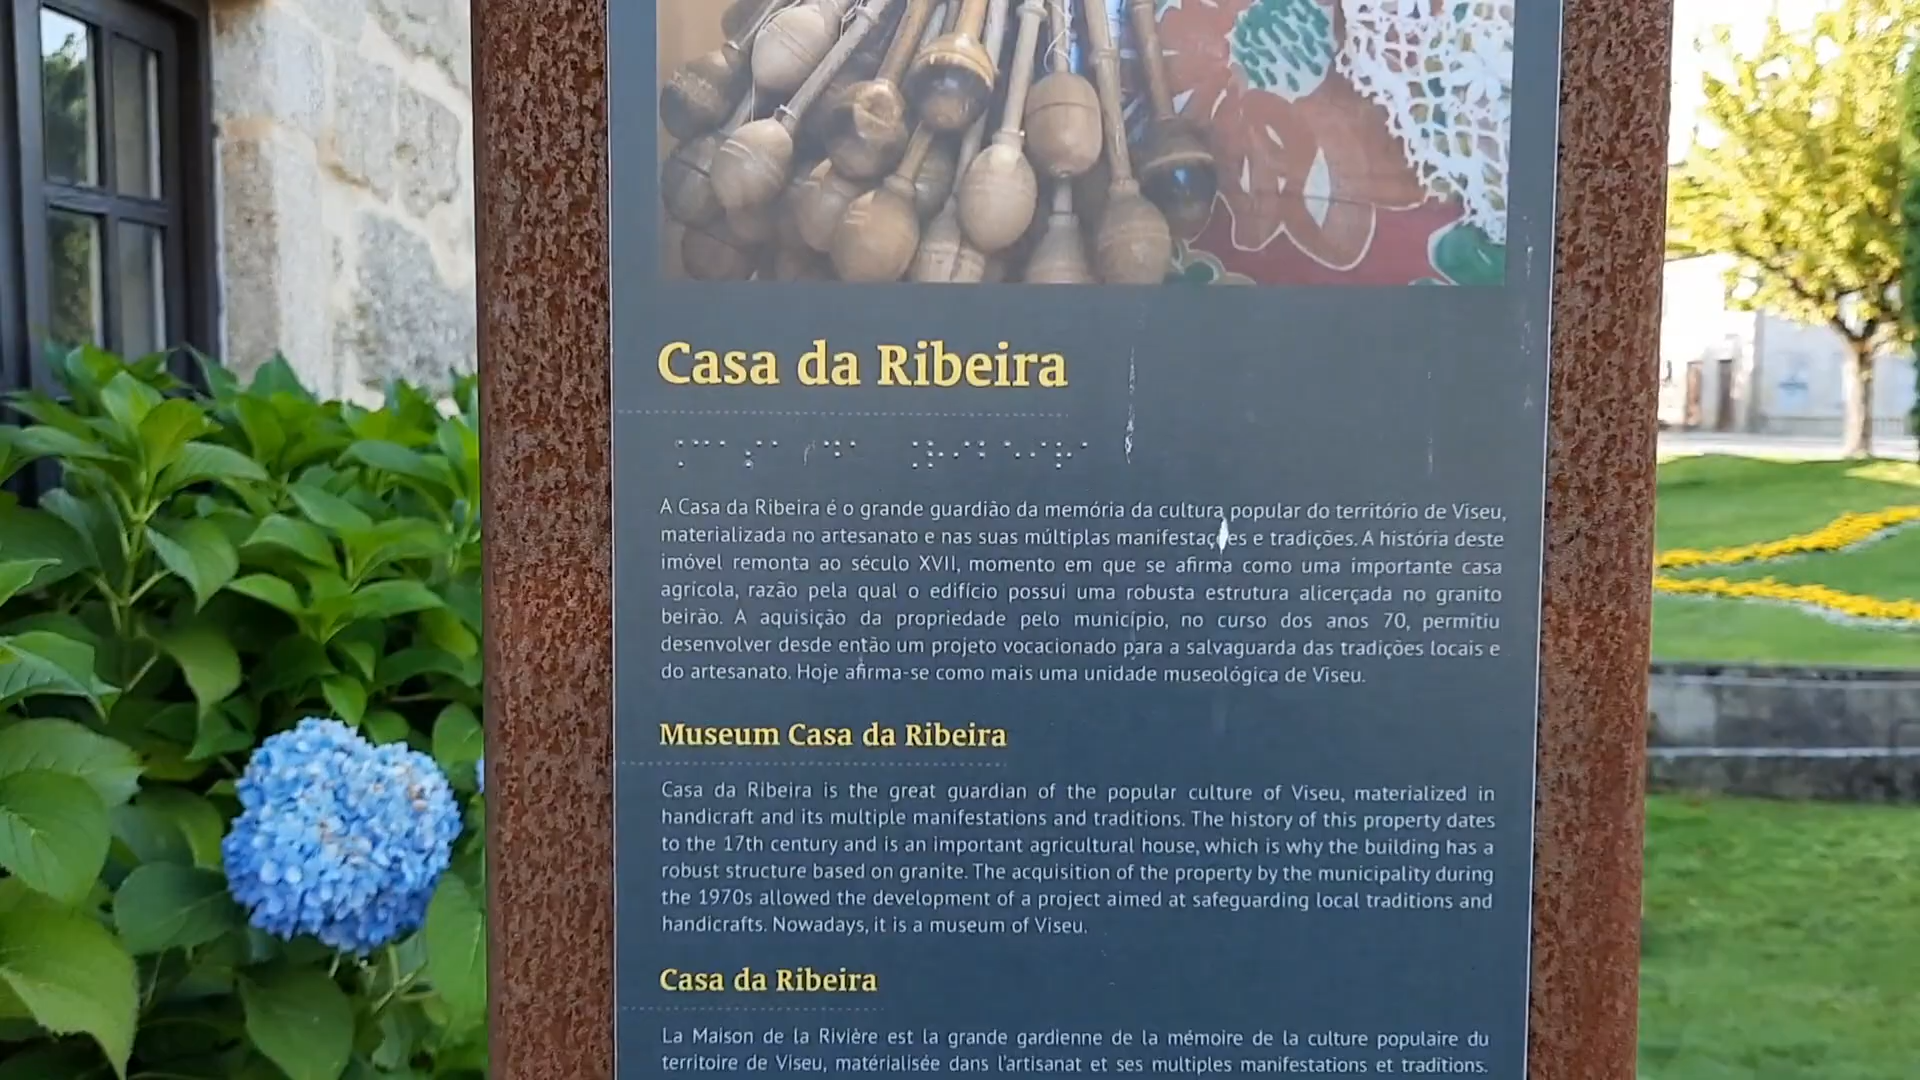 Casa da Ribeira
A Casa da Ribeira é o grande guardião da memória da cultura popular do território de Viseu,
materializada no artesanato e nas suas múltiplas manifestações e tradições. A história deste
imóvel remonta ao século XVII, momento em que se afirma como uma importante casa
agrícola, razão pela qual o edifício possui uma robusta estrutura alicerçada no granito
beirão. A aquisição da propriedade pelo município, no curso dos anos 70, permitiu
desenvolver desde então um projeto vocacionado para a salvaguarda das tradições locais e
do artesanato. Hoje afirma-se como mais uma unidade museológica de Viseu.
Museum Casa da Ribeira
Casa da Ribeira is the great guardian of the popular culture of Viseu, materialized in
handicraft and its multiple manifestations and traditions. The history of this property dates
to the 17th century and is an important agricultural house, which is why the building has a
robust structure based on granite. The acquisition of the property by the municipality during
the 1970s allowed the development of a project aimed at safeguarding local traditions and
handicrafts. Nowadays, it is a museum of Viseu.
Casa da Ribeira
La Maison de la Rivière est la grande gardienne de la mémoire de la culture populaire du
territoire de Viseu, matérialisée dans l'artisanat et ses multiples manifestations et traditions.